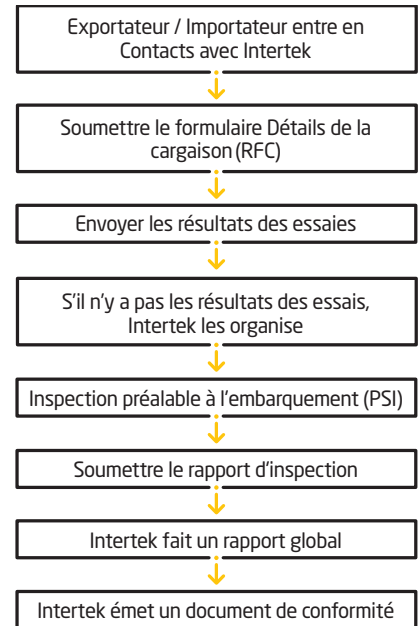 Exportateur / Importateur entre en
Contacts avec Intertek
Soumettre le formulaire Détails de la
cargaison (RFC)
Envoyer les résultats des essaies
S'il n'y a pas les résultats des essais,
Intertek les organise
Inspection préalable à l'embarquement (PSI)
Soumettre le rapport d'inspection
Intertek fait un rapport global
Intertek émet un document de conformité